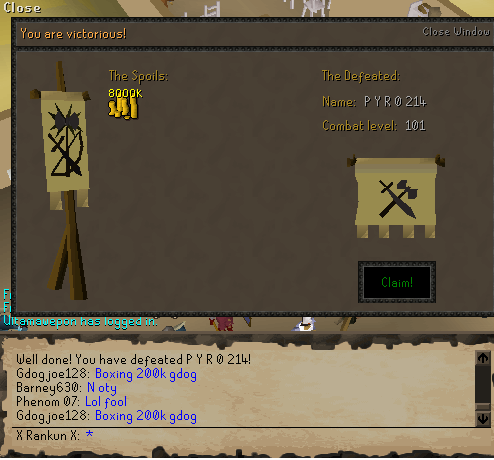 Close
You are victorious!
Close Window
The Spoils:
8000k
The Defeated:
Name: P Y R 0 214
Combat level: 101
Claim!
has logged in.
Well done! You have defeated P Y R 0 214!
Gdogjoe128: Boxing 200k gdog
Barney630: N oty
Phenom 07: Lol fool
Gdogjoe128: Boxing 200k gdog
X Rankun X: *